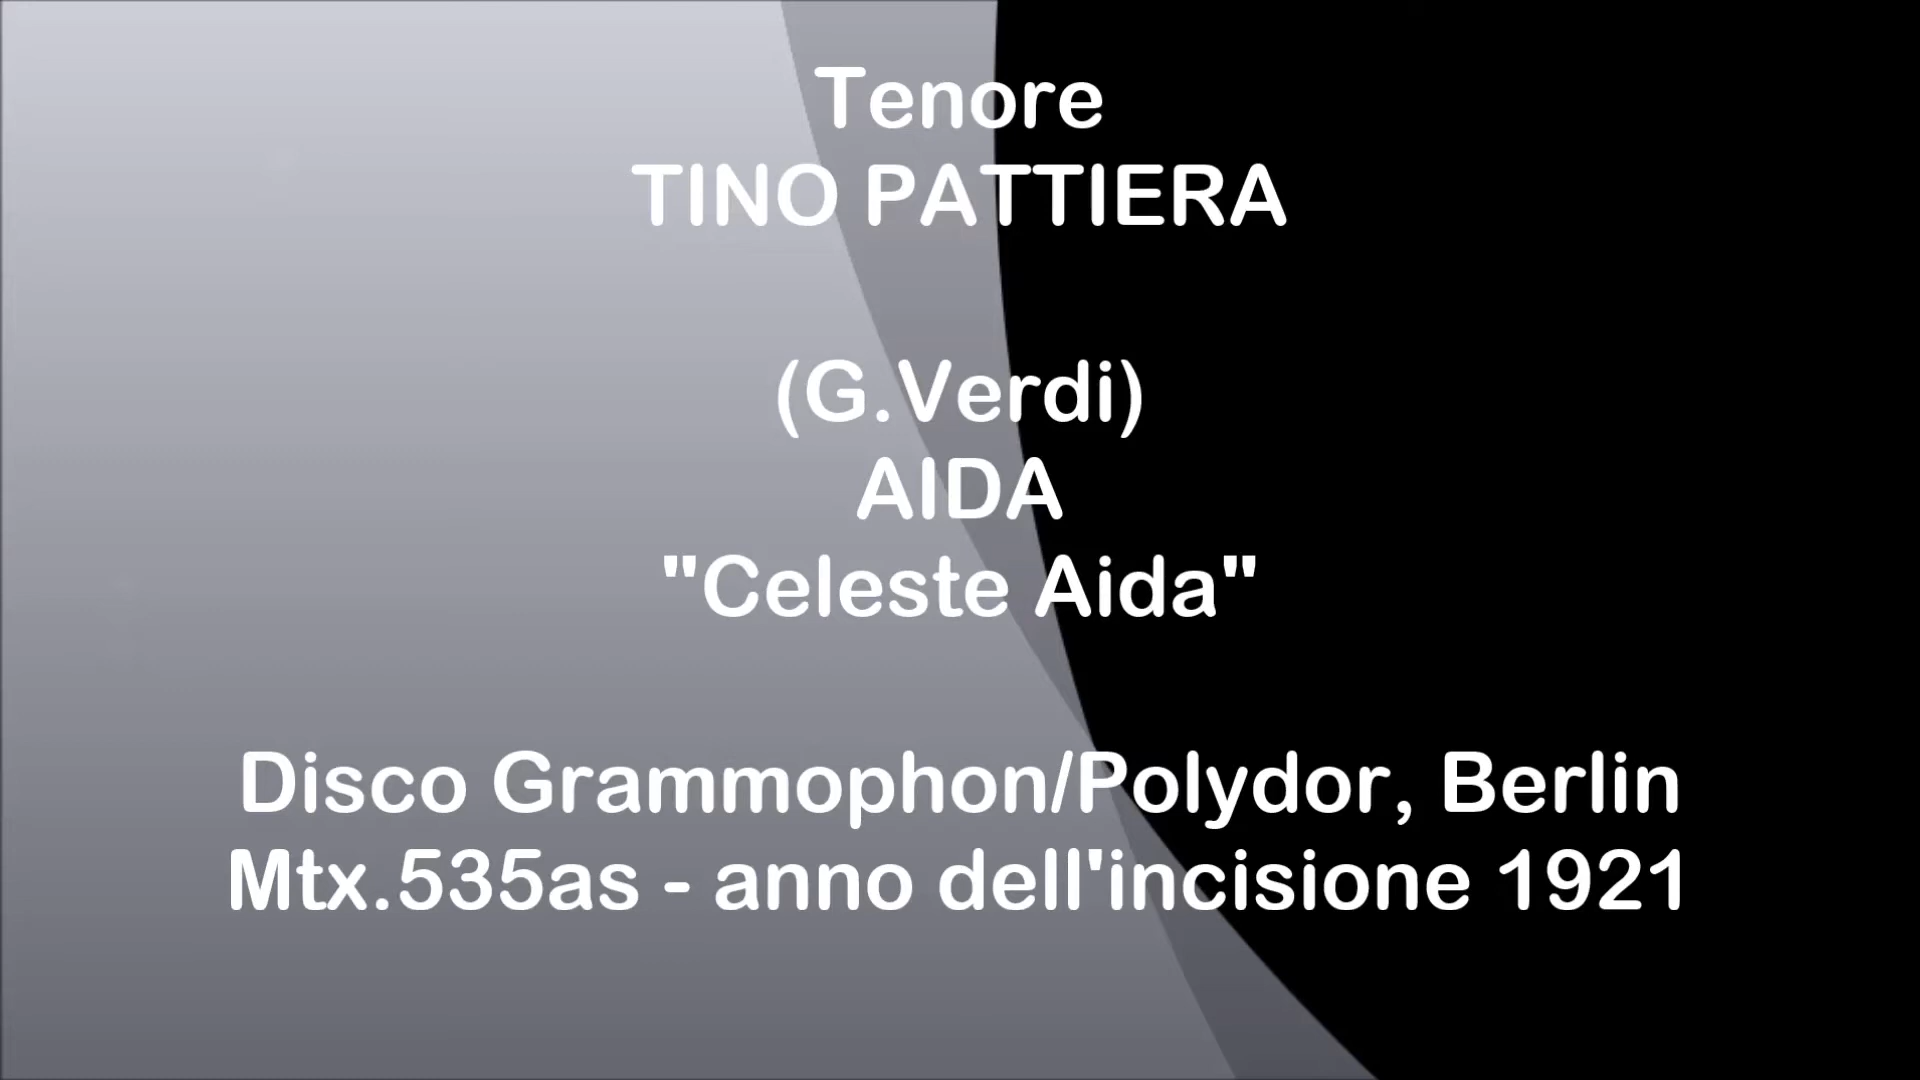 Tenore
TINO PATTIERA
(G.Verdi)
AIDA
"Celeste Aida"
Disco Grammophon/Polydor, Berlin
Mtx.535as - anno dell'incisione 1921